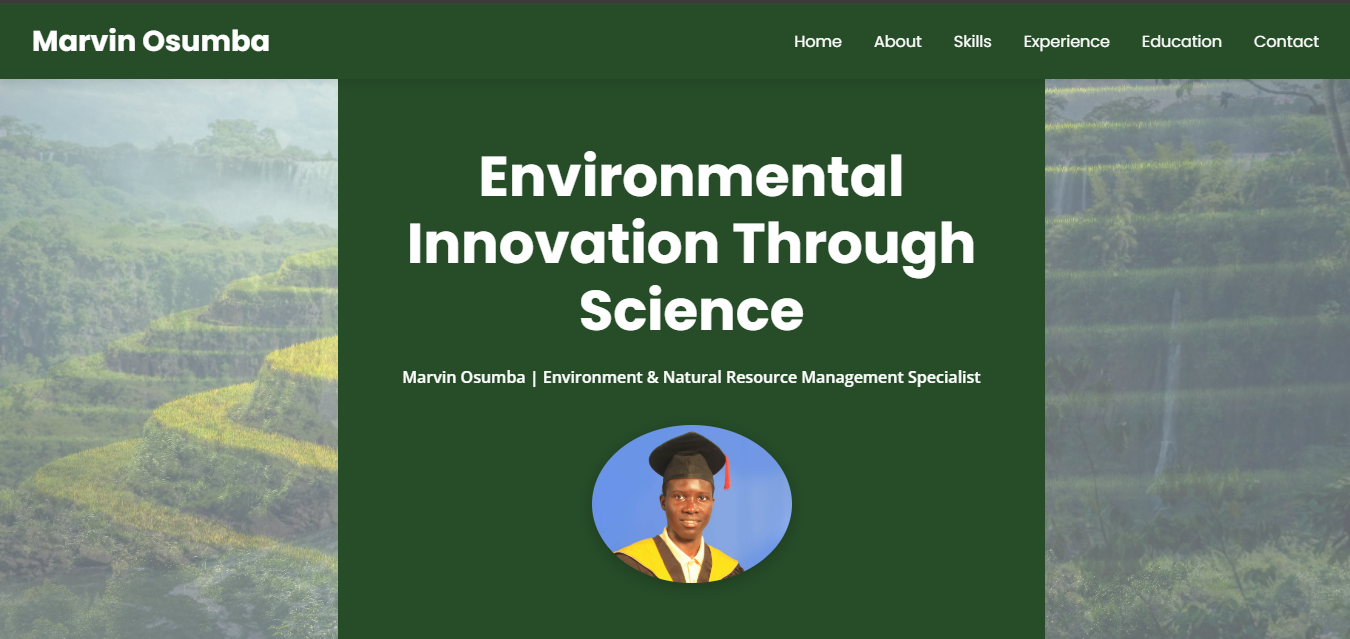 Marvin Osumba
Home About Skills Experience Education Contact
Environmental
Innovation Through
Science
Marvin Osumba | Environment & Natural Resource Management Specialist